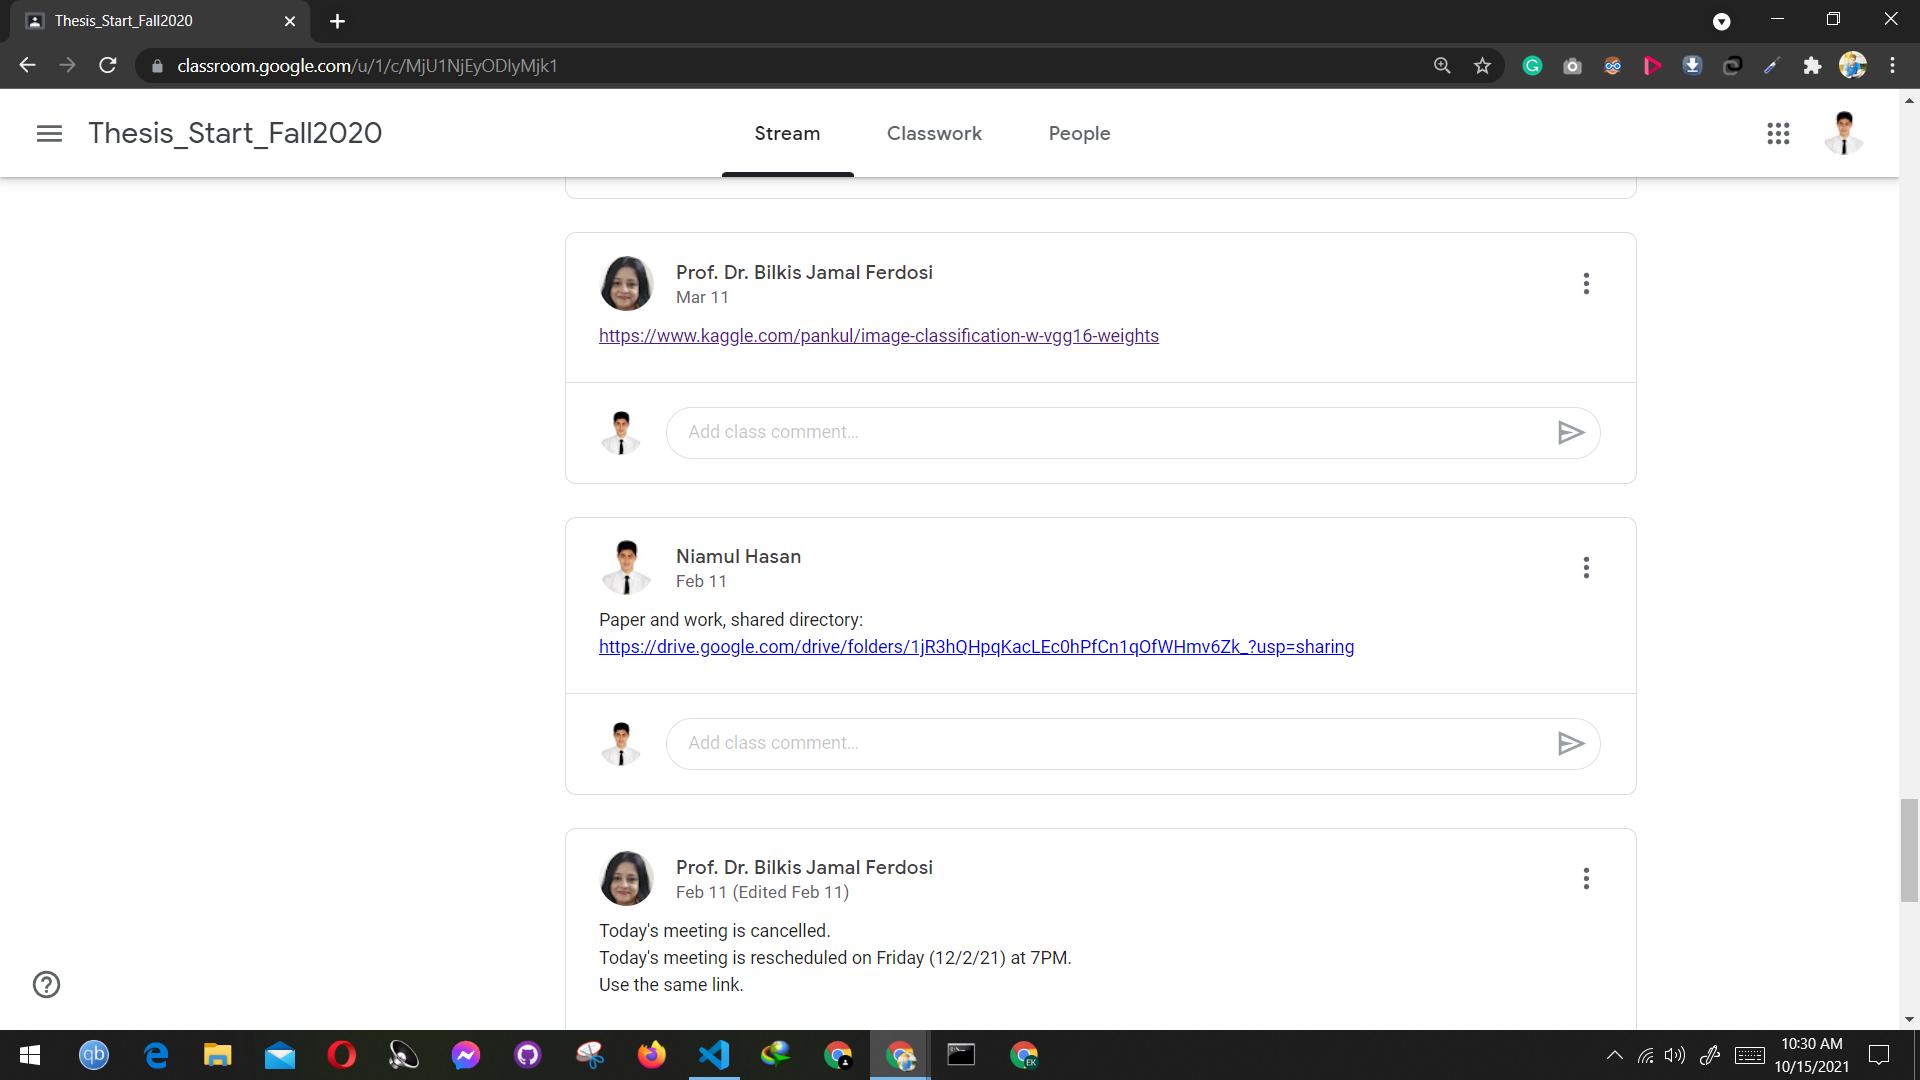 Thesis_Start_Fall2020
classroom.google.com/u/1/c/MjU1NjEyODIyMjk1
Thesis_Start_Fall2020
Stream
Classwork
People
Prof. Dr. Bilkis Jamal Ferdosi
Mar 11
https://www.kaggle.com/pankul/image-classification-w-vgg16-weights
Add class comment...
Niamul Hasan
Feb 11
Paper and work, shared directory:
https://drive.google.com/drive/folders/1jR3hQHpqKacLEc0hPfCn1qOfWHmv6Zk_?usp=sharing
Add class comment...
Prof. Dr. Bilkis Jamal Ferdosi
Feb 11 (Edited Feb 11)
Today's meeting is cancelled.
Today's meeting is rescheduled on Friday (12/2/21) at 7PM.
Use the same link.
qb
EK
10:30 AM
10/15/2021